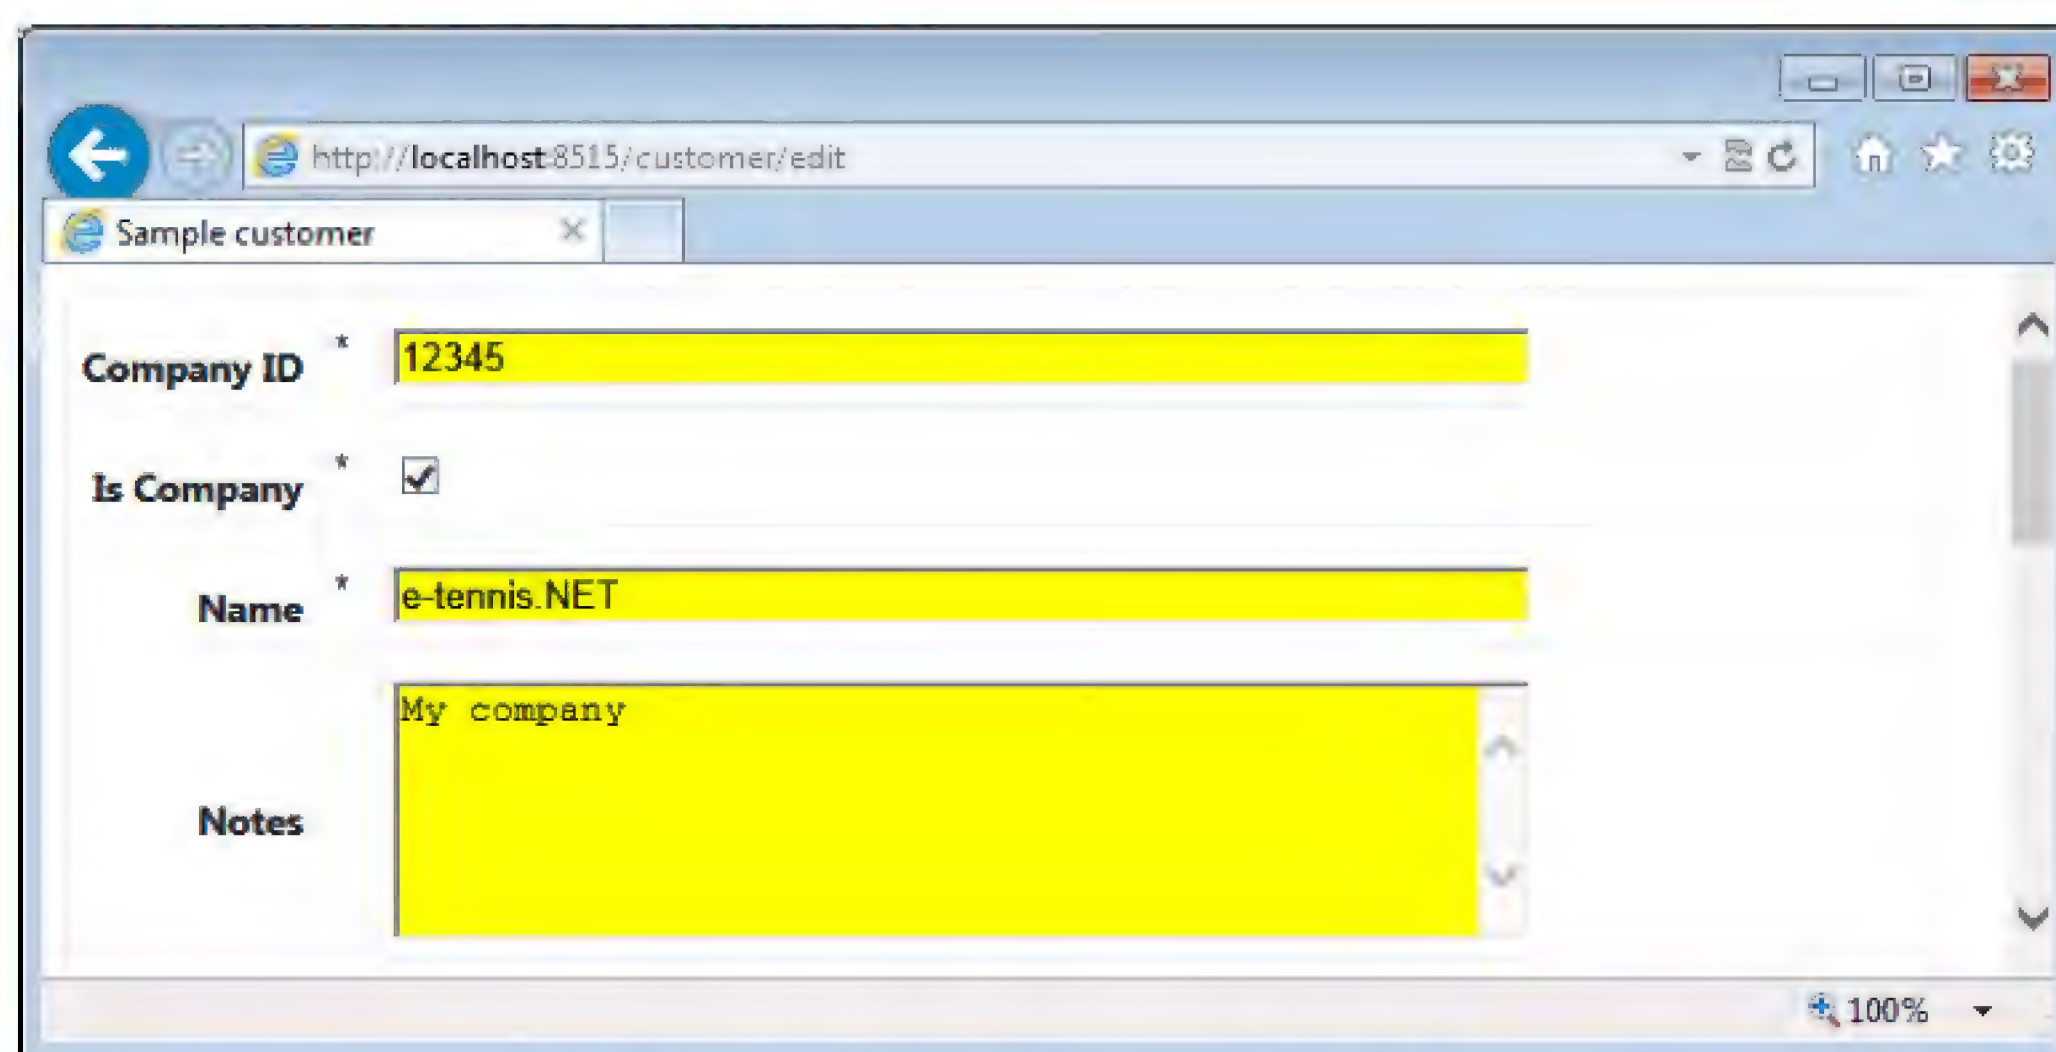 http://localhost:8515/customer/edit
Sample customer
Company ID * 12345
Is Company *
Name * e-tennis.NET
Notes My company
100%